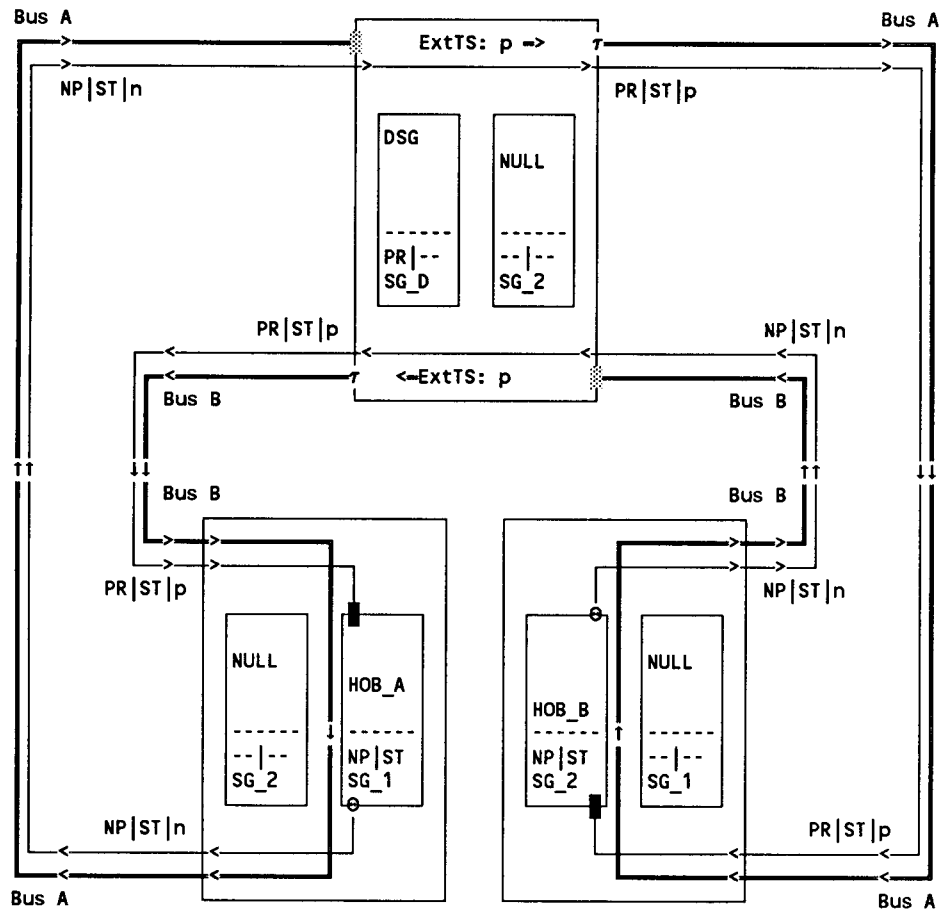 Bus A
Bus A
ExtTS: p => τ
NP|ST|n
PR|ST|p
DSG
NULL
PR|--
SG_D
--|--
SG_2
PR|ST|p
NP|ST|n
τ <=ExtTS: p
Bus B
Bus B
Bus B
Bus B
PR|ST|p
NP|ST|n
NULL
--|--
SG_2
HOB_A
NP|ST
SG_1
HOB_B
NP|ST
SG_2
NULL
--|--
SG_1
NP|ST|n
PR|ST|p
Bus A
Bus A